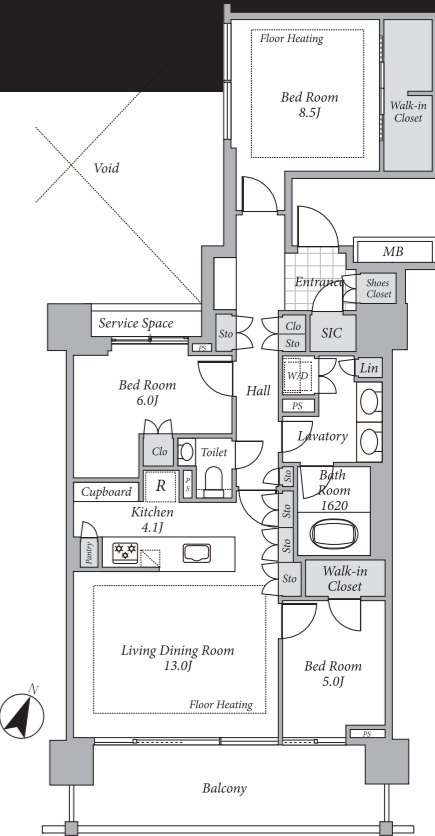 Floor Heating
Bed Room
8.5J
Walk-in
Closet
Void
MB
Entrance
Shoes
Closet
Service Space
Sto
Clo
Sto
SIC
PS
Bed Room
6.0J
Hall
W/D
Lin
PS
Lavatory
Clo
Toilet
Cupboard
R
PS
Sto
Bath
Room
1620
Kitchen
4.1J
Sto
Sto
Pantry
Sto
Walk-in
Closet
Living Dining Room
13.0J
Bed Room
5.0J
Floor Heating
N
PS
Balcony